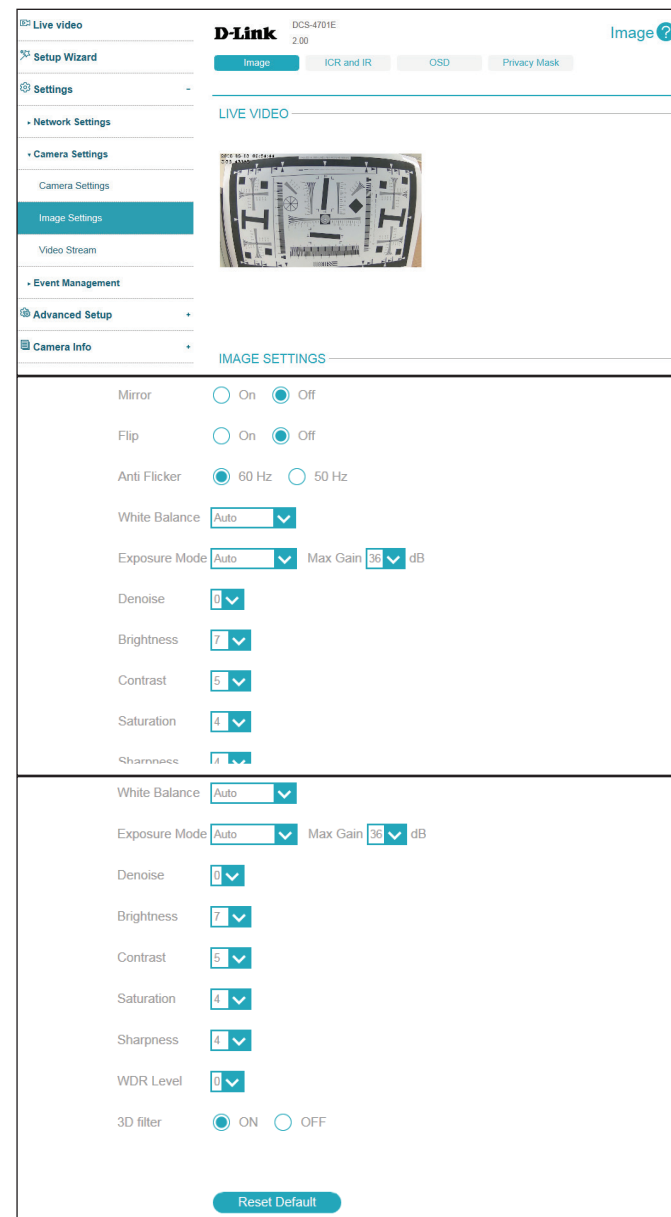 Live video
Setup Wizard
Settings -
Network Settings
Camera Settings
Camera Settings
Image Settings
Video Stream
Event Management
Advanced Setup +
Camera Info +
D-Link DCS-4701E
2.00
Image ?
Image ICR and IR OSD Privacy Mask
LIVE VIDEO
IMAGE SETTINGS
Mirror On Off
Flip On Off
Anti Flicker 60 Hz 50 Hz
White Balance Auto
Exposure Mode Auto Max Gain 36 dB
Denoise 0
Brightness 7
Contrast 5
Saturation 4
Sharpness 4
White Balance Auto
Exposure Mode Auto Max Gain 36 dB
Denoise 0
Brightness 7
Contrast 5
Saturation 4
Sharpness 4
WDR Level 0
3D filter ON OFF
Reset Default